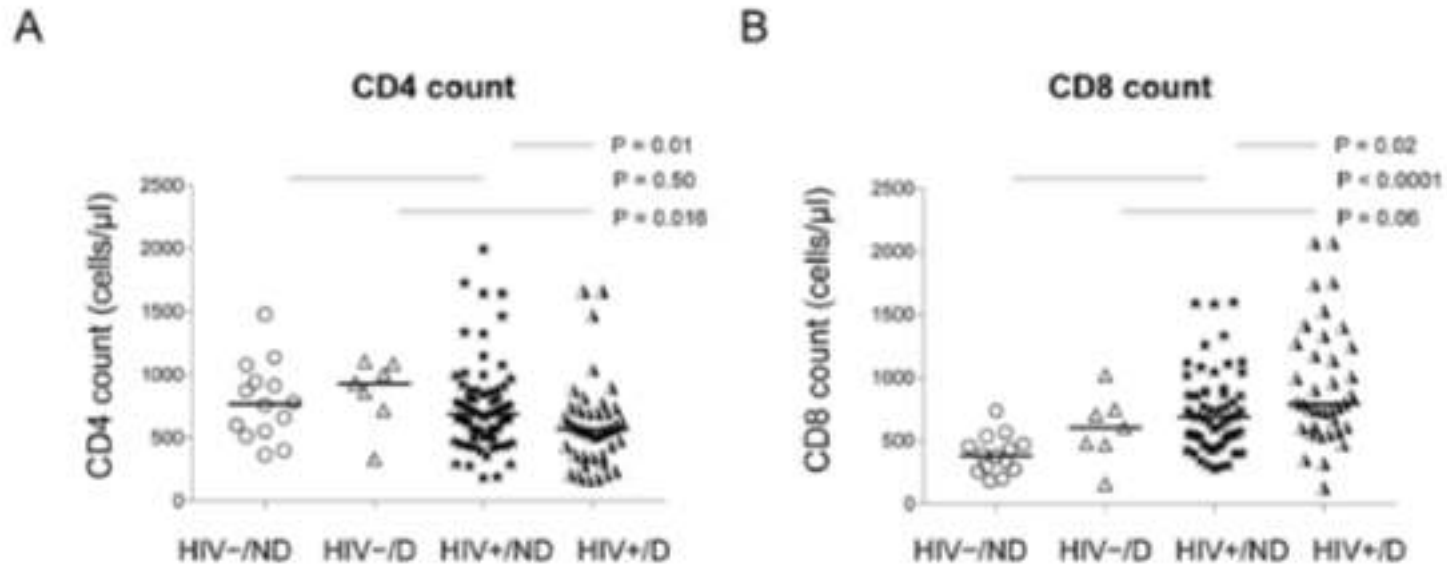 A
CD4 count
P = 0.01
P = 0.50
P = 0.016
CD4 count (cells/µl)
2500
2000
1500
1000
500
0
HIV−/ND HIV−/D HIV+/ND HIV+/D
B
CD8 count
P = 0.02
P < 0.0001
P = 0.06
CD8 count (cells/µl)
2500
2000
1500
1000
500
0
HIV−/ND HIV−/D HIV+/ND HIV+/D